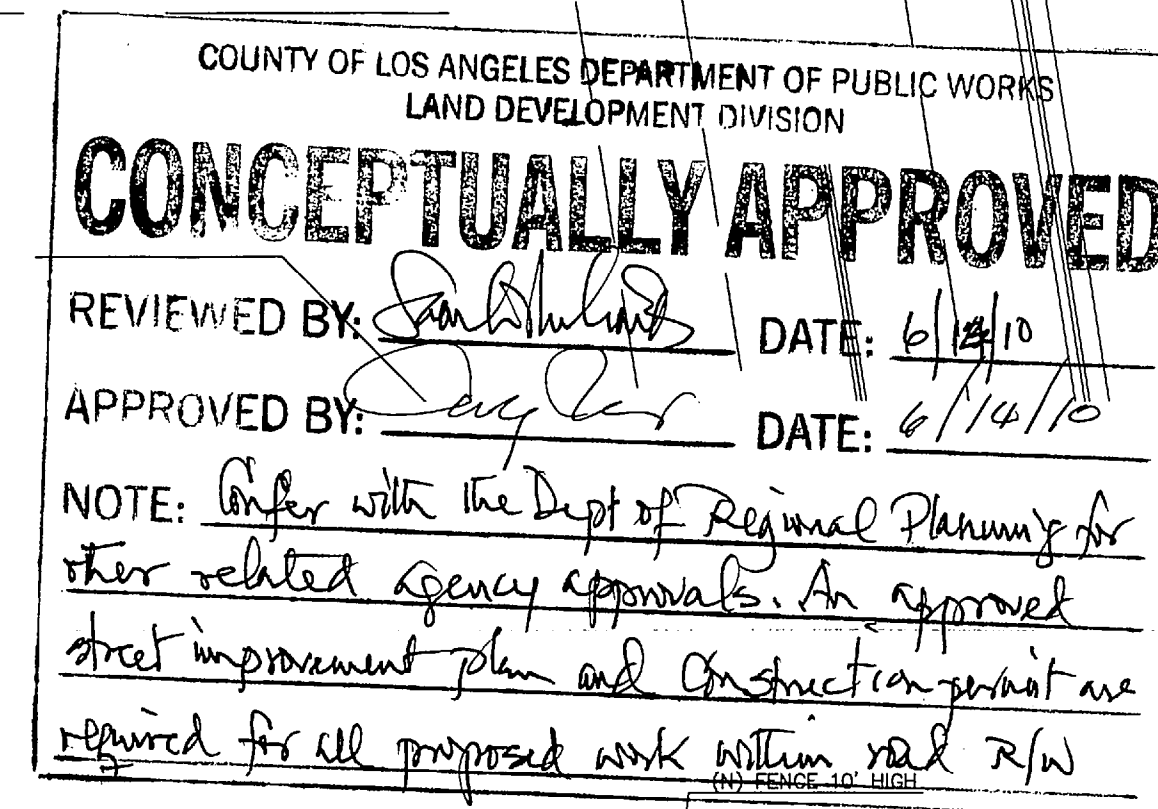 COUNTY OF LOS ANGELES DEPARTMENT OF PUBLIC WORKS
LAND DEVELOPMENT DIVISION
CONCEPTUALLY APPROVED
REVIEWED BY: DATE: 6/14/10
APPROVED BY: DATE: 6/14/10
NOTE: Confer with the Dept of Regional Planning for
other related agency approvals. An approved
street improvement plan and Construction permit are
required for all proposed work within road R/W
(N) FENCE 10' HIGH